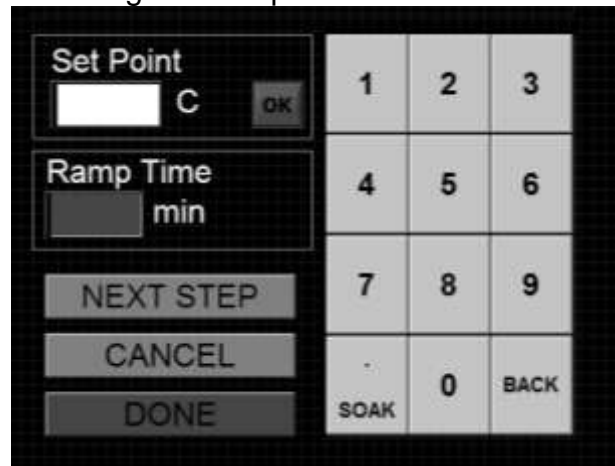 Set Point
C OK
Ramp Time
min
NEXT STEP
CANCEL
DONE
1 2 3
4 5 6
7 8 9
. SOAK 0 BACK